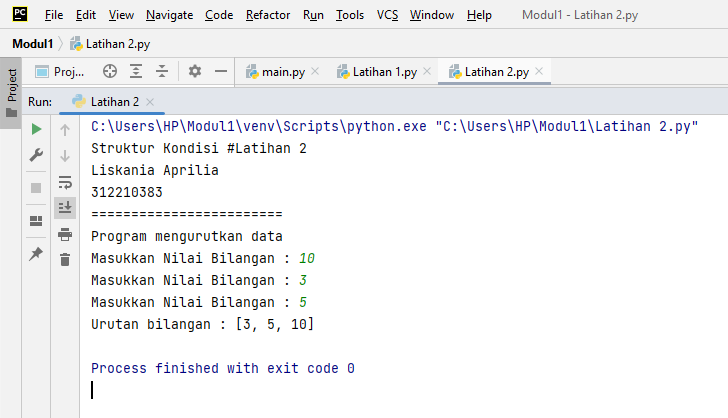 PC File Edit View Navigate Code Refactor Run Tools VCS Window Help Modul1 - Latihan 2.py
Modul1 Latihan 2.py
Project
Proj... main.py Latihan 1.py Latihan 2.py
Run: Latihan 2
C:\Users\HP\Modul1\venv\Scripts\python.exe "C:\Users\HP\Modul1\Latihan 2.py"
Struktur Kondisi #Latihan 2
Liskania Aprilia
312210383
========================
Program mengurutkan data
Masukkan Nilai Bilangan : 10
Masukkan Nilai Bilangan : 3
Masukkan Nilai Bilangan : 5
Urutan bilangan : [3, 5, 10]
Process finished with exit code 0